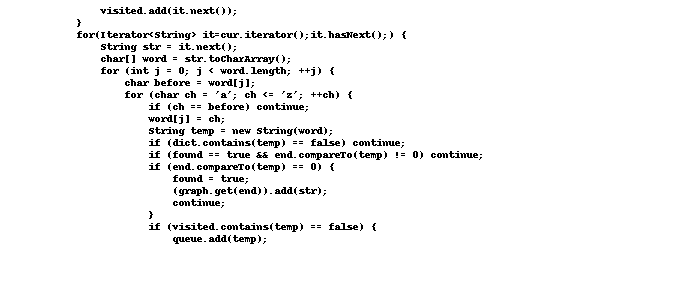 visited.add(it.next());
}
for(Iterator<String> it=cur.iterator();it.hasNext();) {
String str = it.next();
char[] word = str.toCharArray();
for (int j = 0; j < word.length; ++j) {
char before = word[j];
for (char ch = 'a'; ch <= 'z'; ++ch) {
if (ch == before) continue;
word[j] = ch;
String temp = new String(word);
if (dict.contains(temp) == false) continue;
if (found == true && end.compareTo(temp) != 0) continue;
if (end.compareTo(temp) == 0) {
found = true;
(graph.get(end)).add(str);
continue;
}
if (visited.contains(temp) == false) {
queue.add(temp);